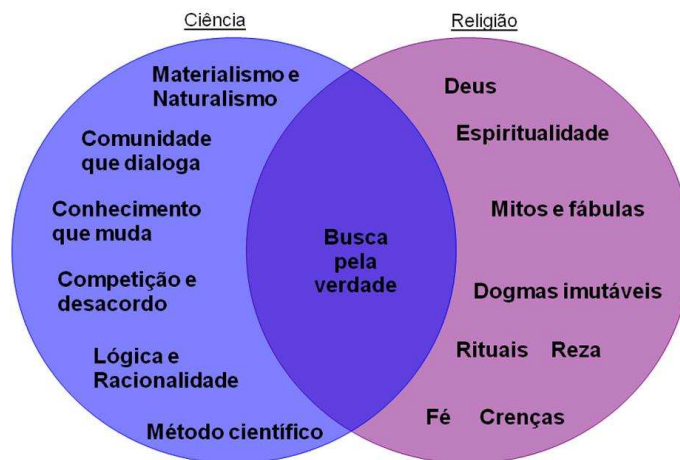 Ciência
Religião
Materialismo e
Naturalismo
Comunidade
que dialoga
Conhecimento
que muda
Competição e
desacordo
Lógica e
Racionalidade
Método científico
Busca
pela
verdade
Deus
Espiritualidade
Mitos e fábulas
Dogmas imutáveis
Rituais Reza
Fé Crenças